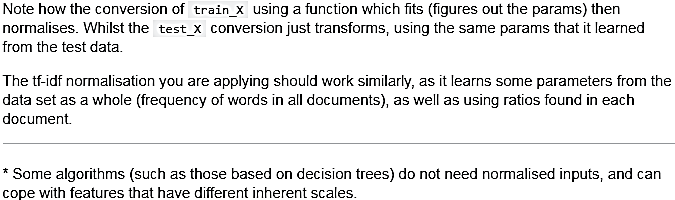 Note how the conversion of train_X using a function which fits (figures out the params) then
normalises. Whilst the test_X conversion just transforms, using the same params that it learned
from the test data.
The tf-idf normalisation you are applying should work similarly, as it learns some parameters from the
data set as a whole (frequency of words in all documents), as well as using ratios found in each
document.
* Some algorithms (such as those based on decision trees) do not need normalised inputs, and can
cope with features that have different inherent scales.